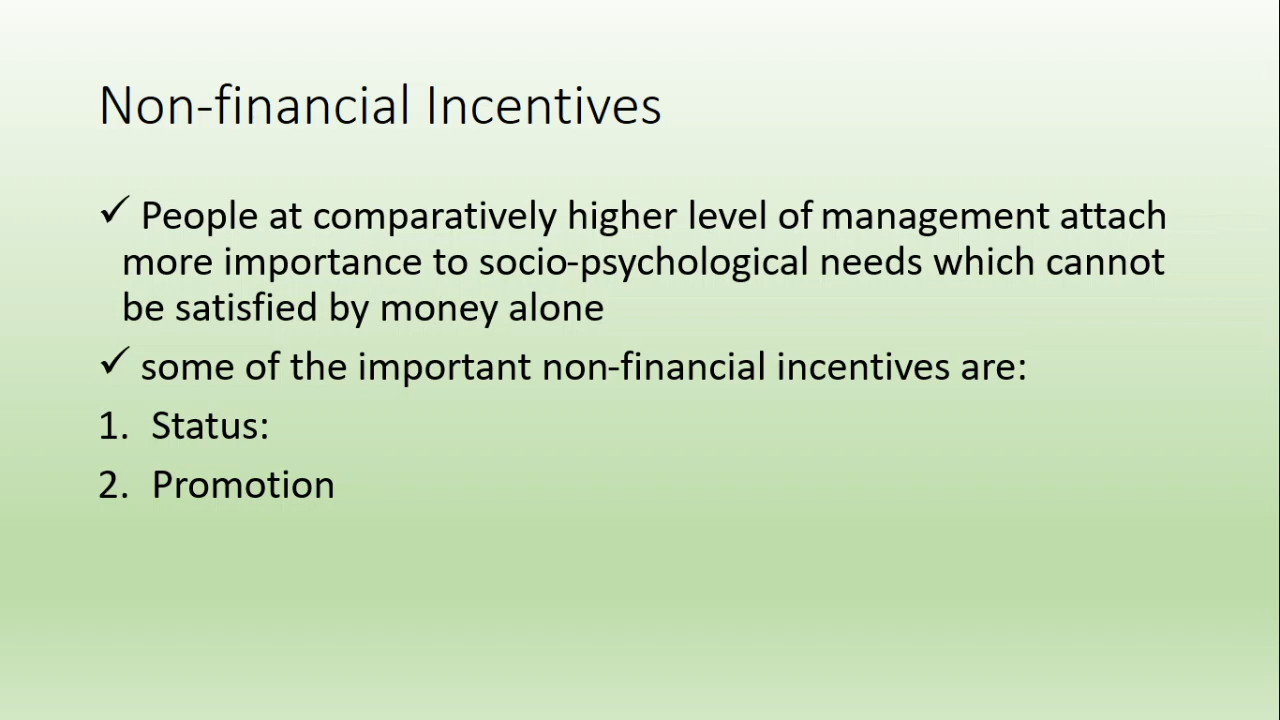 Non-financial Incentives
✓ People at comparatively higher level of management attach
more importance to socio-psychological needs which cannot
be satisfied by money alone
✓ some of the important non-financial incentives are:
1. Status:
2. Promotion